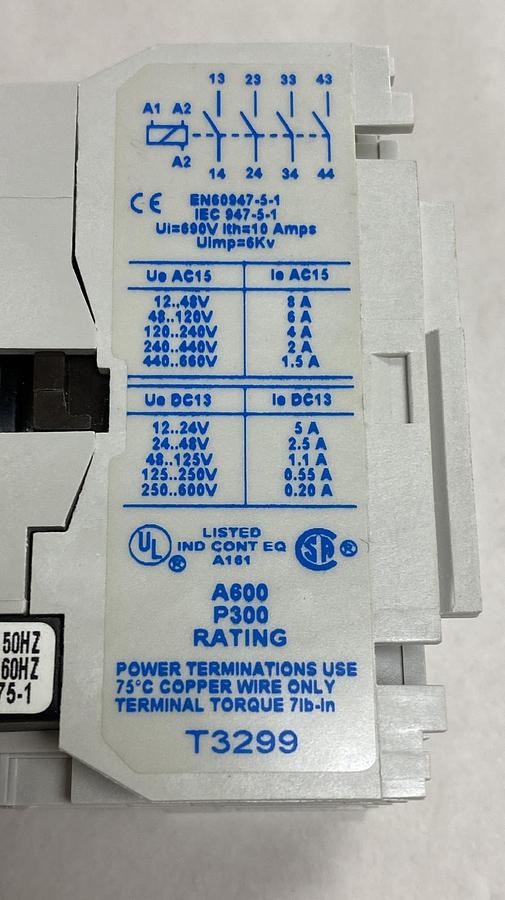 13 23 33 43
A1 A2
A2
14 24 34 44
CE EN60947-5-1
IEC 947-5-1
Ui=690V Ith=10 Amps
Uimp=6Kv
Ue AC15 Ie AC15
12..48V 8 A
48..120V 6 A
120..240V 4 A
240..440V 2 A
440..660V 1.5 A
Ue DC13 Ie DC13
12..24V 5 A
24..48V 2.5 A
48..125V 1.1 A
125..250V 0.55 A
250..600V 0.20 A
UL ® LISTED SA ®
IND CONT EQ
A161
A600
P300
RATING
POWER TERMINATIONS USE
75°C COPPER WIRE ONLY
TERMINAL TORQUE 7lb-in
T3299
50HZ
60HZ
75-1